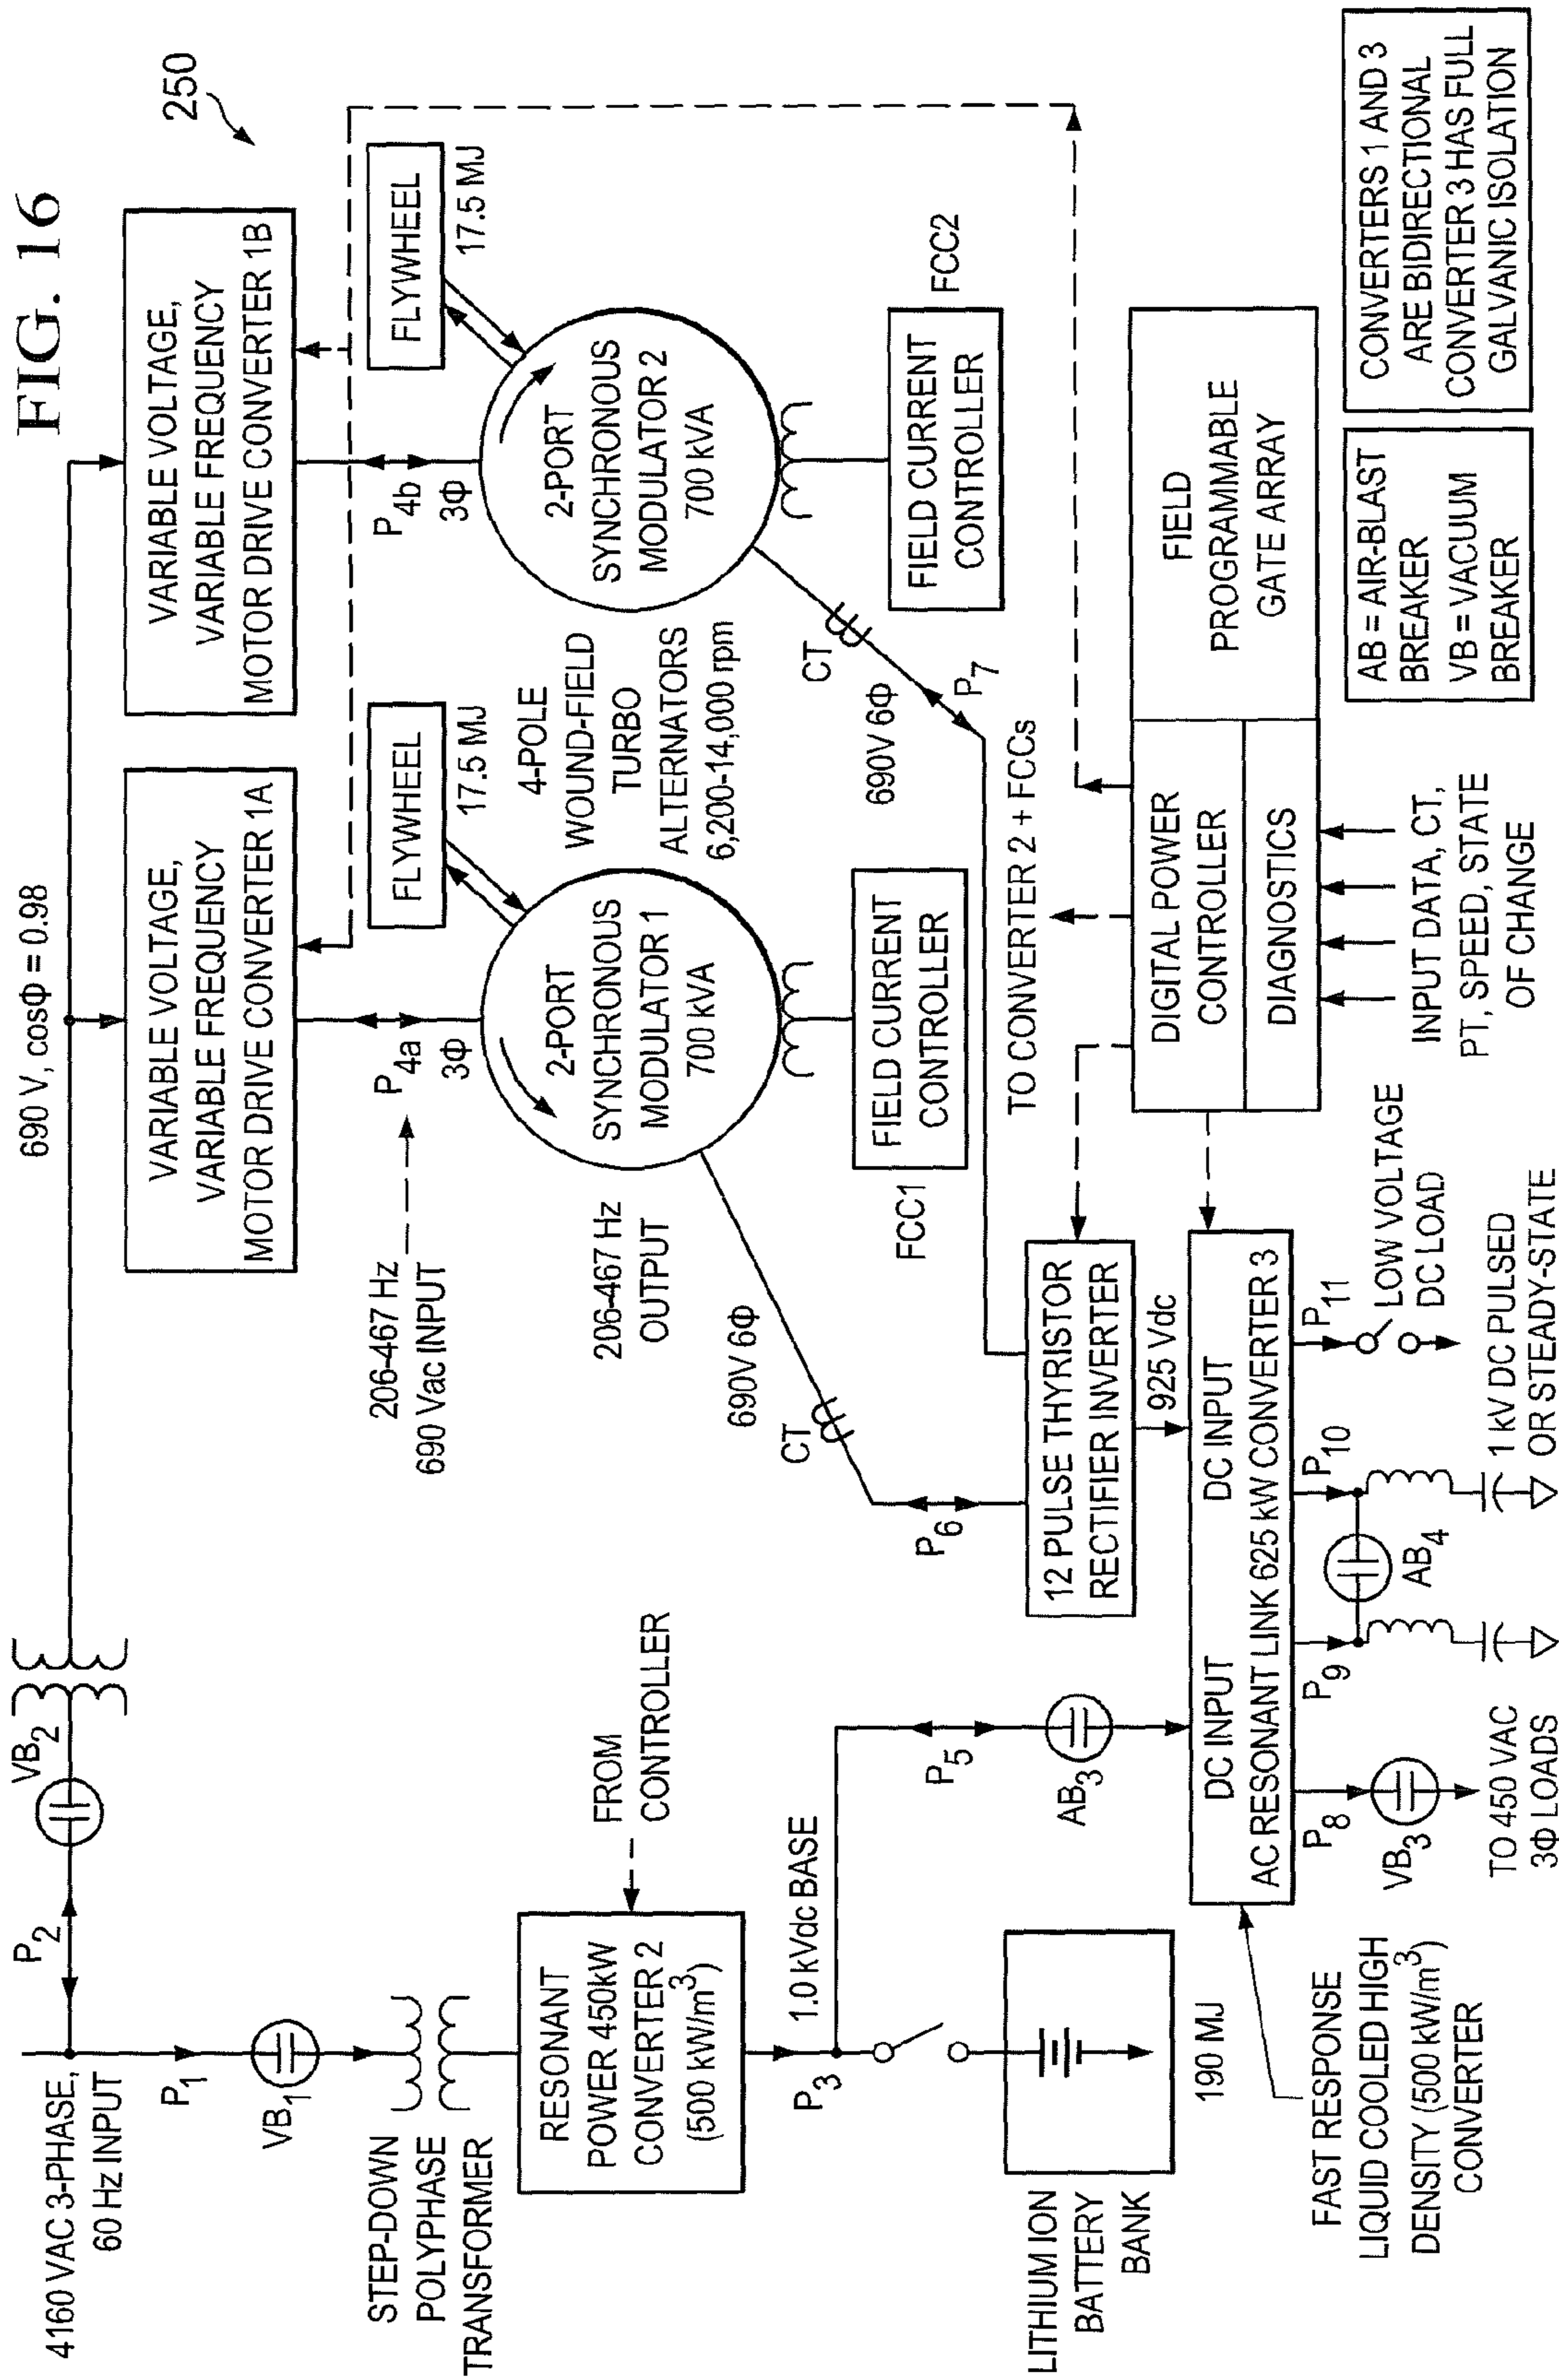 FIG. 16
250
4160 VAC 3-PHASE,
60 Hz INPUT
P2
VB2
690 V, cosΦ = 0.98
P1
VB1
STEP-DOWN
POLYPHASE
TRANSFORMER
RESONANT
POWER 450kW
CONVERTER 2
(500 kW/m³)
FROM
CONTROLLER
P3
1.0 kVdc BASE
LITHIUM ION
BATTERY
BANK
190 MJ
P5
AB3
VARIABLE VOLTAGE,
VARIABLE FREQUENCY
MOTOR DRIVE CONVERTER 1A
VARIABLE VOLTAGE,
VARIABLE FREQUENCY
MOTOR DRIVE CONVERTER 1B
206-467 Hz
690 Vac INPUT
P4a
3Φ
FLYWHEEL
17.5 MJ
P4b
3Φ
FLYWHEEL
17.5 MJ
2-PORT
SYNCHRONOUS
MODULATOR 1
700 kVA
4-POLE
WOUND-FIELD
TURBO
ALTERNATORS
6,200-14,000 rpm
2-PORT
SYNCHRONOUS
MODULATOR 2
700 kVA
206-467 Hz
OUTPUT
690V 6Φ
CT
P6
FIELD CURRENT
CONTROLLER
FCC1
CT
690V 6Φ
P7
FIELD CURRENT
CONTROLLER
FCC2
12 PULSE THYRISTOR
RECTIFIER INVERTER
925 Vdc
TO CONVERTER 2 + FCCs
DIGITAL POWER
CONTROLLER
DIAGNOSTICS
FIELD
PROGRAMMABLE
GATE ARRAY
INPUT DATA, CT,
PT, SPEED, STATE
OF CHANGE
DC INPUT
DC INPUT
AC RESONANT LINK 625 kW CONVERTER 3
FAST RESPONSE
LIQUID COOLED HIGH
DENSITY (500 kW/m³)
CONVERTER
P8
VB3
TO 450 VAC
3Φ LOADS
P9
AB4
P10
1 kV DC PULSED
OR STEADY-STATE
P11
LOW VOLTAGE
DC LOAD
AB = AIR-BLAST
BREAKER
VB = VACUUM
BREAKER
CONVERTERS 1 AND 3
ARE BIDIRECTIONAL
CONVERTER 3 HAS FULL
GALVANIC ISOLATION